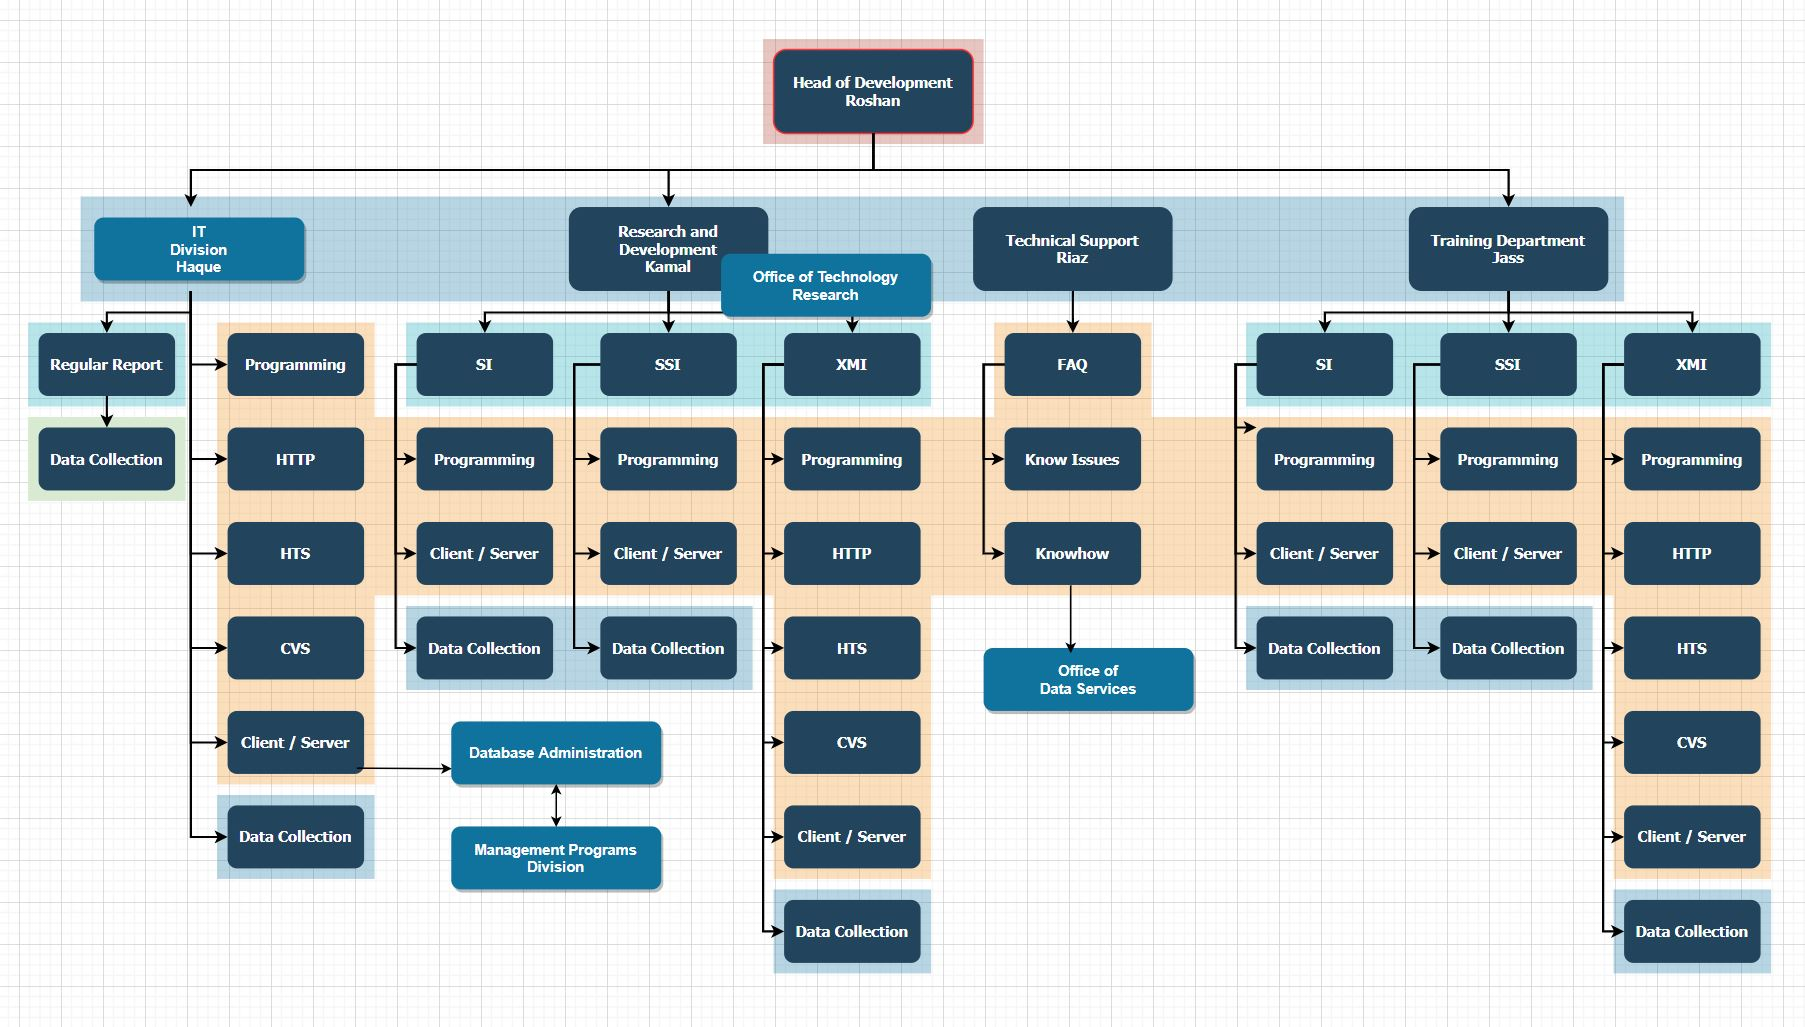 Head of Development
Roshan
IT
Division
Haque
Research and
Development
Kamal
Office of Technology
Research
Technical Support
Riaz
Training Department
Jass
Regular Report
Programming
SI
SSI
XMI
FAQ
SI
SSI
XMI
Data Collection
HTTP
Programming
Programming
Programming
Know Issues
Programming
Programming
Programming
HTS
Client / Server
Client / Server
HTTP
Knowhow
Client / Server
Client / Server
HTTP
CVS
Data Collection
Data Collection
HTS
Office of
Data Services
Data Collection
Data Collection
HTS
Client / Server
Database Administration
CVS
CVS
Data Collection
Management Programs
Division
Client / Server
Client / Server
Data Collection
Data Collection